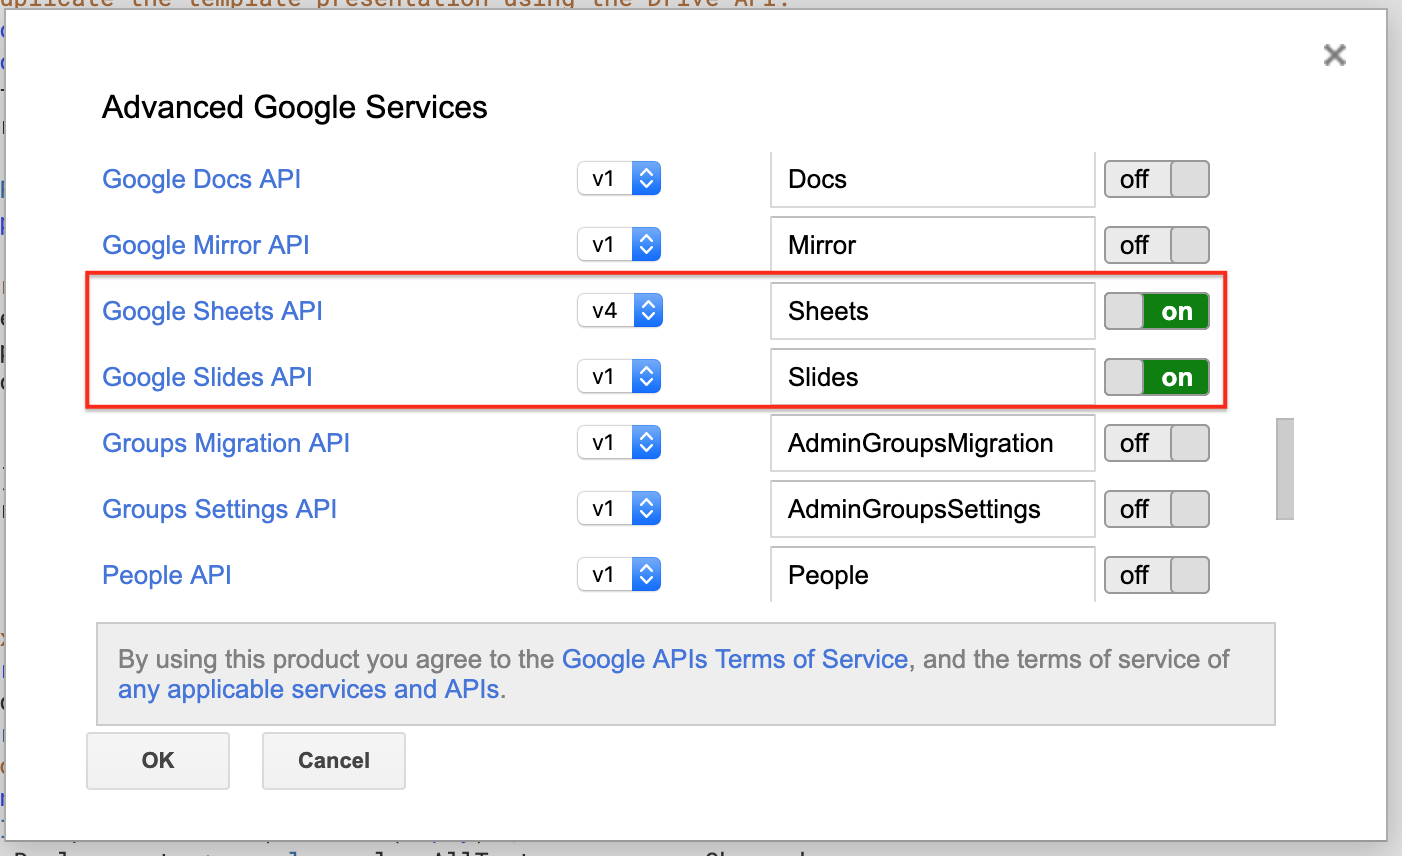 uplicate the template presentation using the Drive API.
Advanced Google Services
Google Docs API v1 Docs off
Google Mirror API v1 Mirror off
Google Sheets API v4 Sheets on
Google Slides API v1 Slides on
Groups Migration API v1 AdminGroupsMigration off
Groups Settings API v1 AdminGroupsSettings off
People API v1 People off
By using this product you agree to the Google APIs Terms of Service, and the terms of service of
any applicable services and APIs.
OK Cancel